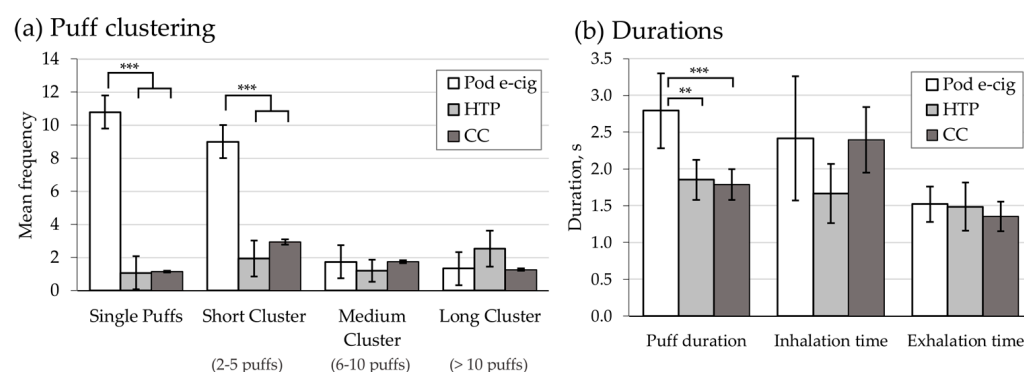 (a) Puff clustering
14
12
10
8
6
4
2
0
Mean frequency
***
***
Pod e-cig
HTP
CC
Single Puffs
Short Cluster
(2-5 puffs)
Medium
Cluster
(6-10 puffs)
Long Cluster
(> 10 puffs)
(b) Durations
3.5
3.0
2.5
2.0
1.5
1.0
0.5
0.0
Duration, s
***
**
Pod e-cig
HTP
CC
Puff duration
Inhalation time
Exhalation time